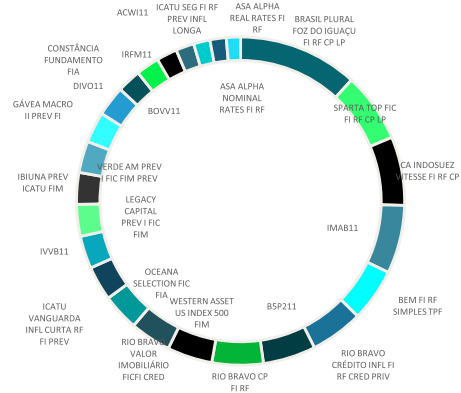 ACWI11
ICATU SEG FI RF
PREV INFL
LONGA
ASA ALPHA
REAL RATES FI
RF
BRASIL PLURAL
FOZ DO IGUAÇU
FI RF CP LP
SPARTA TOP FIC
FI RF CP LP
CA INDOSUEZ
VITESSE FI RF CP
IMAB11
BEM FI RF
SIMPLES TPF
B5P211
RIO BRAVO
CRÉDITO INFL FI
RF CRED PRIV
RIO BRAVO CP
FI RF
WESTERN ASSET
US INDEX 500
FIM
RIO BRAVO
VALOR
IMOBILIÁRIO
FICFI CRED
OCEANA
SELECTION FIC
FIA
ICATU
VANGUARDA
INFL CURTA RF
FI PREV
IVVB11
LEGACY
CAPITAL
PREV I FIC
FIM
IBIUNA PREV
ICATU FIM
VERDE AM PREV
I FIC FIM PREV
GÁVEA MACRO
II PREV FI
BOVV11
DIVO11
CONSTÂNCIA
FUNDAMENTO
FIA
IRFM11
ASA ALPHA
NOMINAL
RATES FI RF